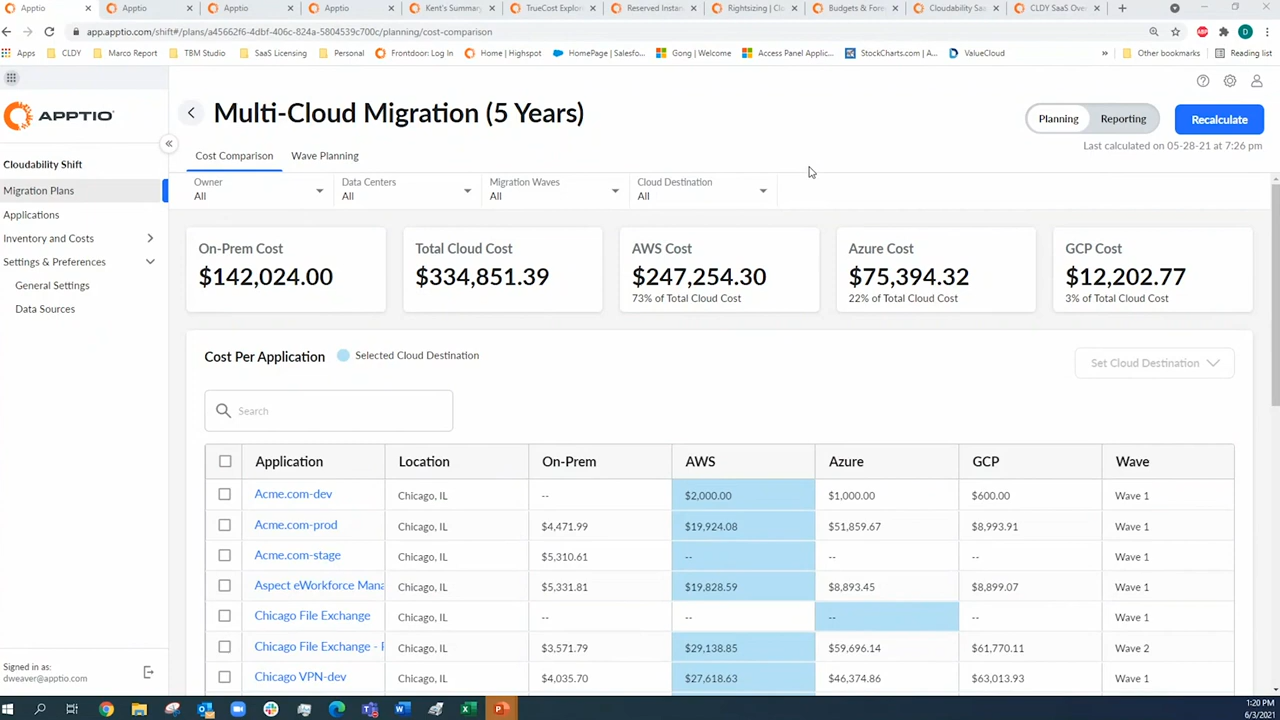 Apptio
Apptio
Apptio
Apptio
Kent's Summary
TrueCost Explor
Reserved Instan
Rightsizing | Clo
Budgets & Fore
Cloudability Saa
CLDY SaaS Ove
app.apptio.com/shift#/plans/a45662f6-4dbf-406c-824a-5804539c700c/planning/cost-comparison
ABP
D
Apps
CLDY
Marco Report
TBM Studio
SaaS Licensing
Personal
Frontdoor: Log In
Home | Highspot
HomePage | Salesfo...
Gong | Welcome
Access Panel Applic...
StockCharts.com | A...
ValueCloud
»
Other bookmarks
Reading list
APPTIO
Cloudability Shift
Migration Plans
Applications
Inventory and Costs
Settings & Preferences
General Settings
Data Sources
Signed in as:
dweaver@apptio.com
Multi-Cloud Migration (5 Years)
Planning
Reporting
Recalculate
Last calculated on 05-28-21 at 7:26 pm
Cost Comparison
Wave Planning
Owner
All
Data Centers
All
Migration Waves
All
Cloud Destination
All
On-Prem Cost
$142,024.00
Total Cloud Cost
$334,851.39
AWS Cost
$247,254.30
73% of Total Cloud Cost
Azure Cost
$75,394.32
22% of Total Cloud Cost
GCP Cost
$12,202.77
3% of Total Cloud Cost
Cost Per Application
Selected Cloud Destination
Set Cloud Destination
Search
Application Location On-Prem AWS Azure GCP Wave
Acme.com-dev Chicago, IL -- $2,000.00 $1,000.00 $600.00 Wave 1
Acme.com-prod Chicago, IL $4,471.99 $19,924.08 $51,859.67 $8,993.91 Wave 1
Acme.com-stage Chicago, IL $5,310.61 -- -- -- Wave 1
Aspect eWorkforce Mana Chicago, IL $5,331.81 $19,828.59 $8,893.45 $8,899.07 Wave 1
Chicago File Exchange Chicago, IL -- -- -- -- Wave 1
Chicago File Exchange - P Chicago, IL $3,571.79 $29,138.85 $59,696.14 $61,770.11 Wave 2
Chicago VPN-dev Chicago, IL $4,035.70 $27,618.63 $46,374.86 $63,013.93 Wave 1
1:20 PM
6/3/2021